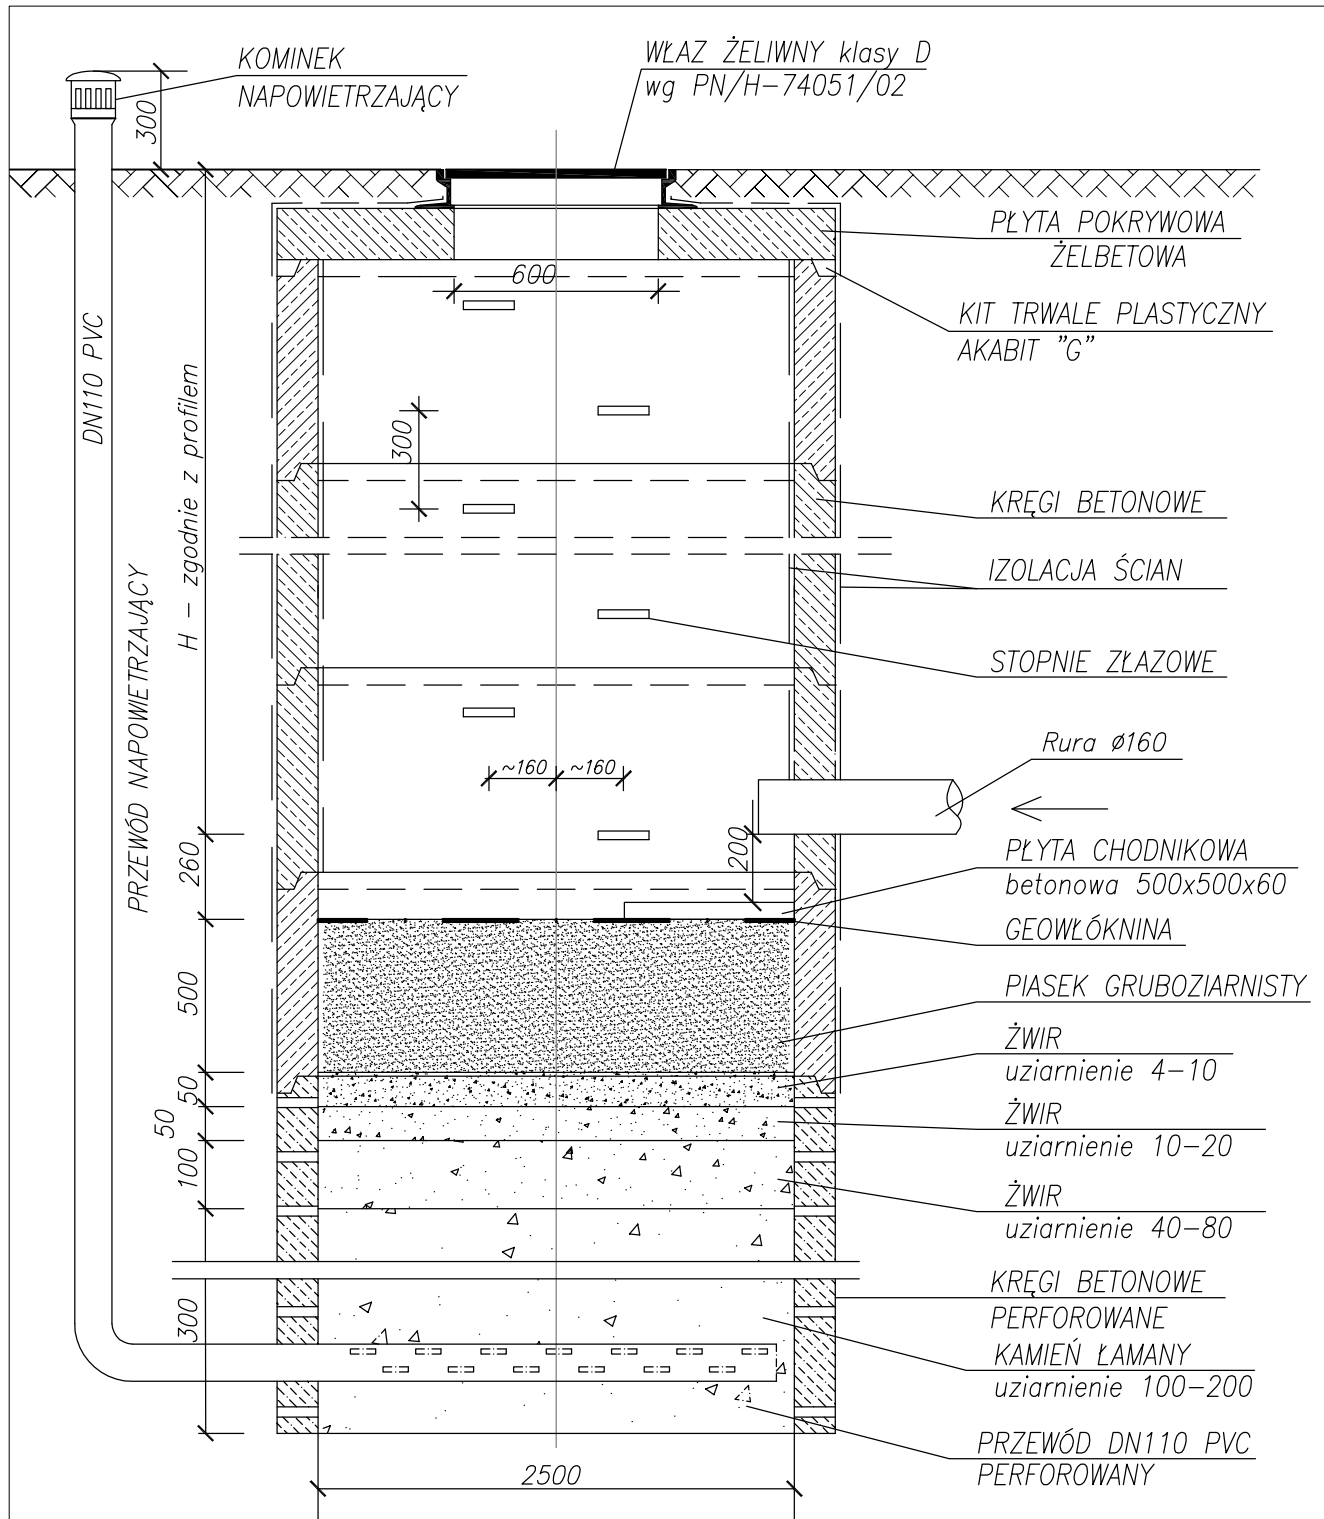 KOMINEK
NAPOWIETRZAJĄCY
WŁAZ ŻELIWNY klasy D
wg PN/H-74051/02
300
PŁYTA POKRYWOWA
ŻELBETOWA
600
KIT TRWALE PLASTYCZNY
AKABIT "G"
DN110 PVC
H - zgodnie z profilem
300
KRĘGI BETONOWE
IZOLACJA ŚCIAN
PRZEWÓD NAPOWIETRZAJĄCY
STOPNIE ZŁAZOWE
Rura ø160
~160
~160
200
260
PŁYTA CHODNIKOWA
betonowa 500x500x60
GEOWŁÓKNINA
500
PIASEK GRUBOZIARNISTY
ŻWIR
uziarnienie 4-10
50
50
ŻWIR
uziarnienie 10-20
100
ŻWIR
uziarnienie 40-80
KRĘGI BETONOWE
PERFOROWANE
300
KAMIEŃ ŁAMANY
uziarnienie 100-200
PRZEWÓD DN110 PVC
PERFOROWANY
2500